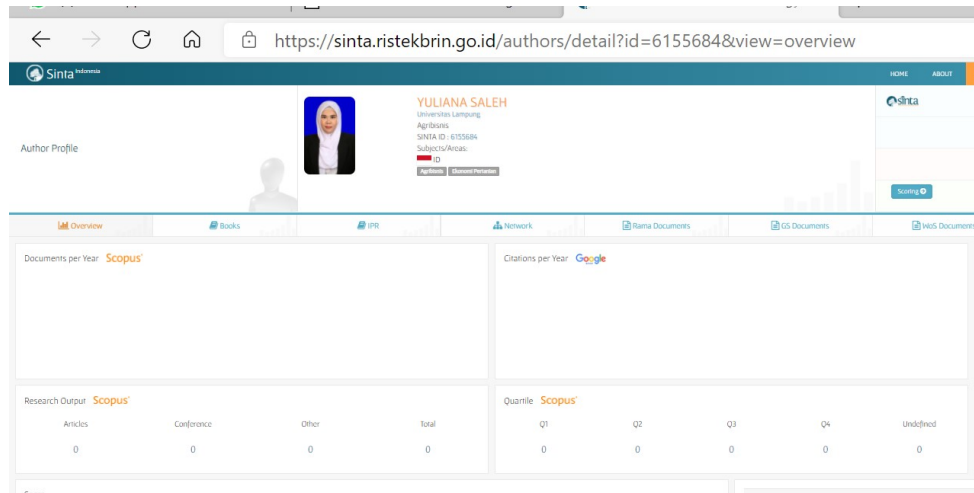 https://sinta.ristekbrin.go.id/authors/detail?id=6155684&view=overview
Sinta Indonesia
HOME ABOUT
Author Profile
YULIANA SALEH
Universitas Lampung
Agribisnis
SINTA ID : 6155684
Subjects/Areas:
ID
Agribisnis Ekonomi Pertanian
sinta
Scoring
Overview Books IPR Network Rama Documents GS Documents WoS Documents
Documents per Year Scopus
Citations per Year Google
Research Output Scopus
Articles Conference Other Total
0 0 0 0
Quartile Scopus
Q1 Q2 Q3 Q4 Undefined
0 0 0 0 0